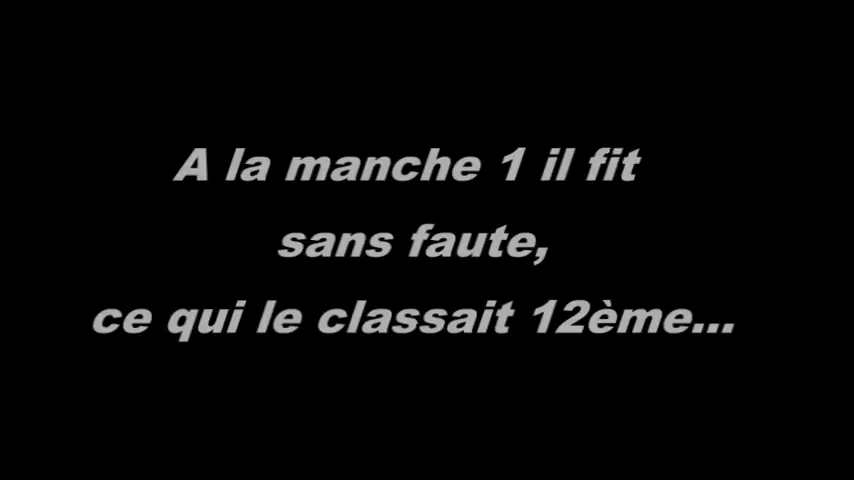 A la manche 1 il fit
sans faute,
ce qui le classait 12ème...